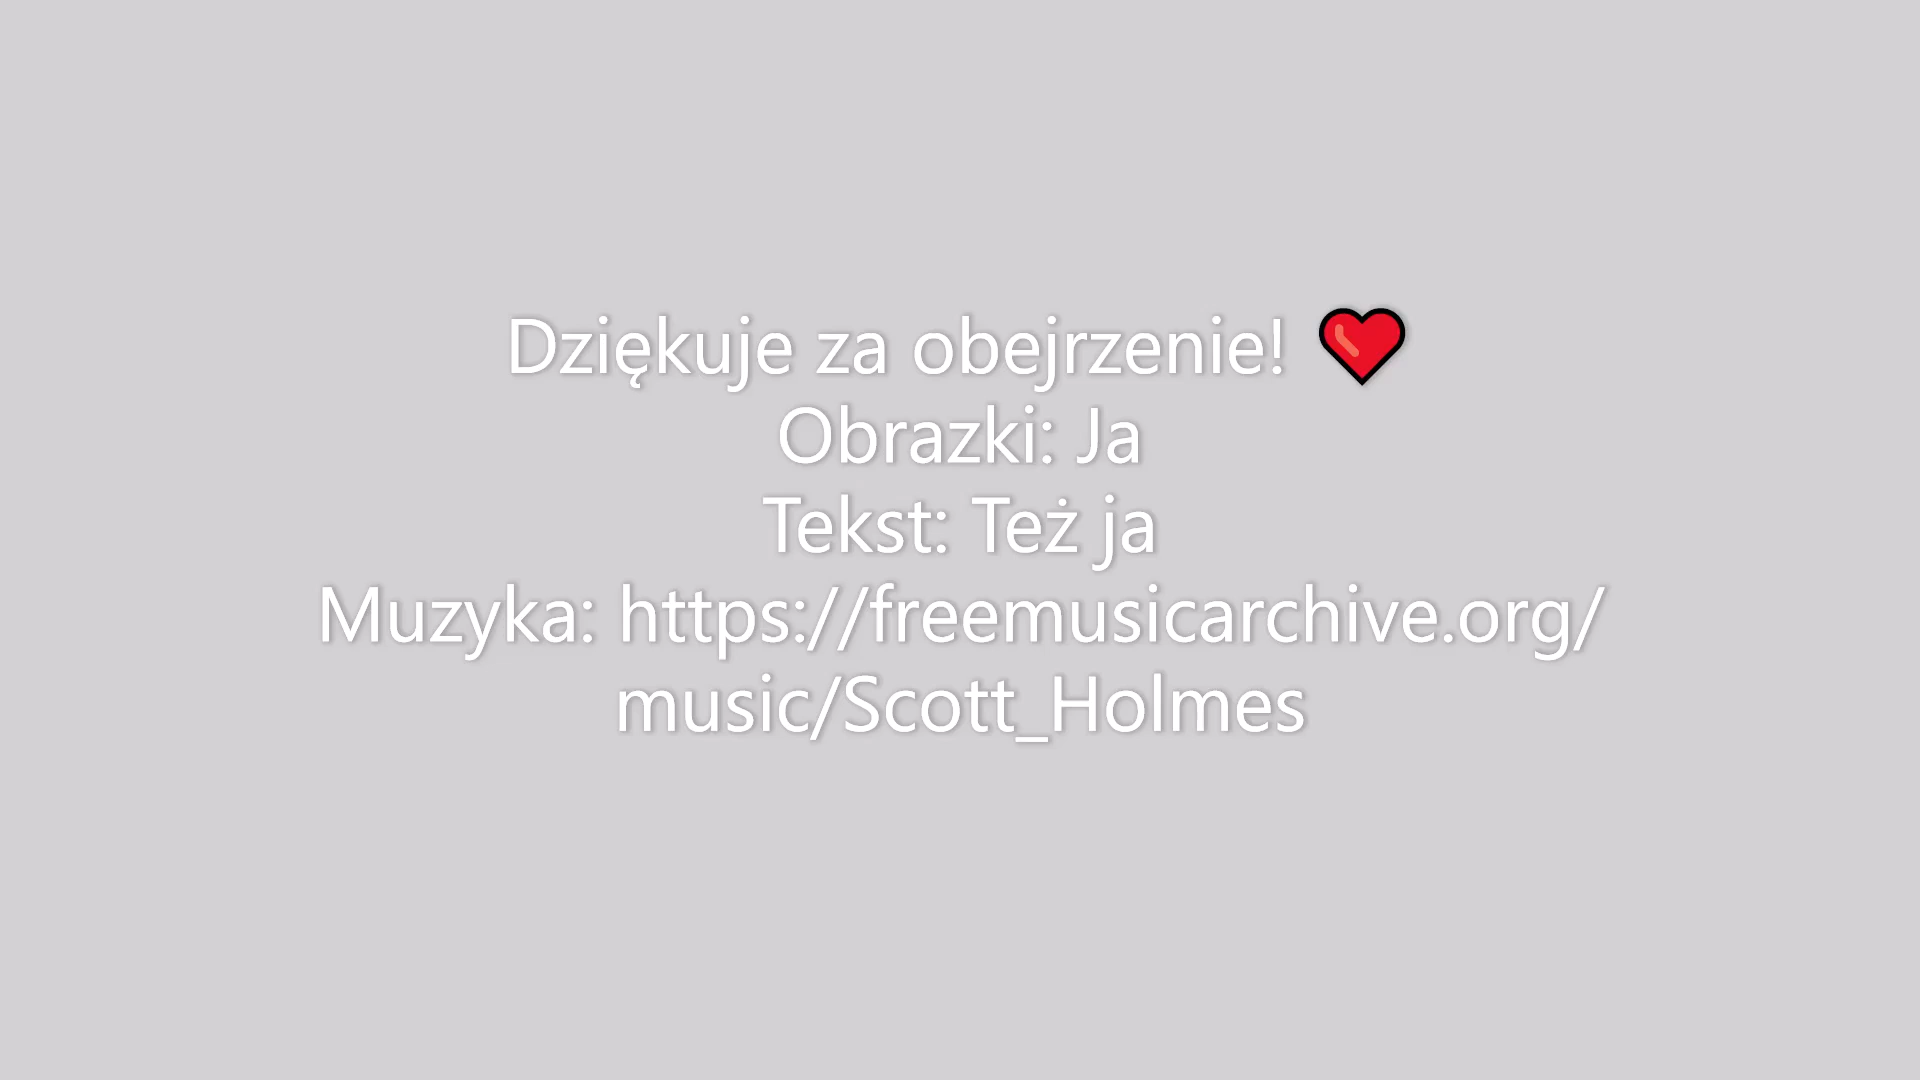 Dziękuje za obejrzenie! ❤
Obrazki: Ja
Tekst: Też ja
Muzyka: https://freemusicarchive.org/
music/Scott_Holmes